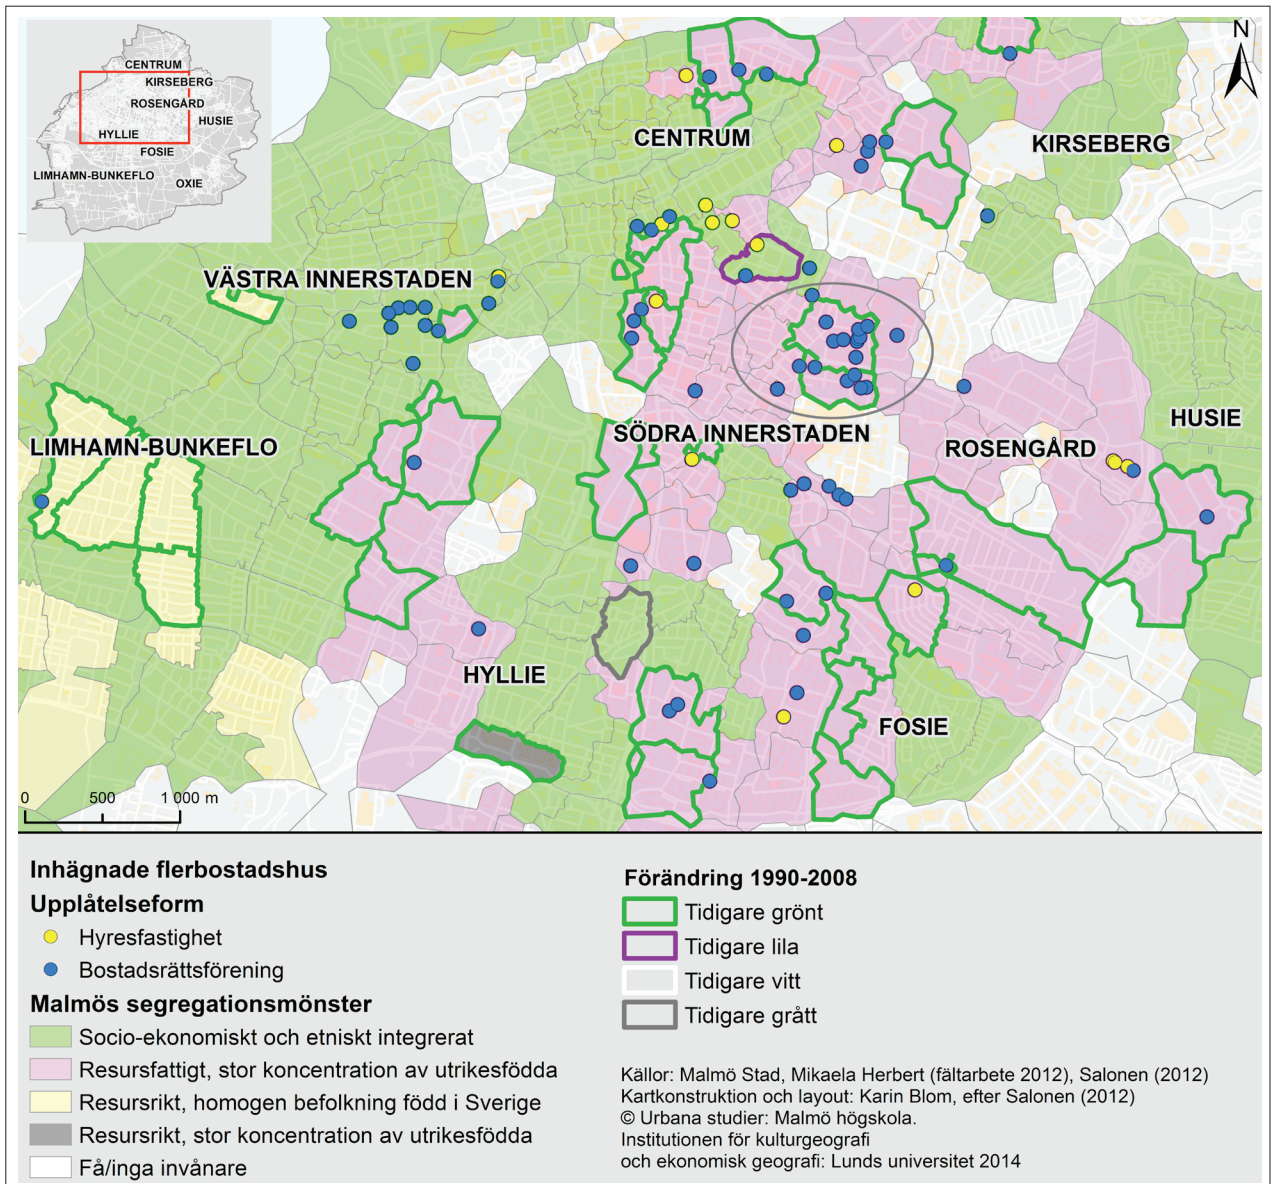 CENTRUM
KIRSEBERG
ROSENGÅRD
HUSIE
HYLLIE
FOSIE
LIMHAMN-BUNKEFLO
OXIE
N
CENTRUM
KIRSEBERG
VÄSTRA INNERSTADEN
HUSIE
SÖDRA INNERSTADEN
LIMHAMN-BUNKEFLO
ROSENGÅRD
HYLLIE
FOSIE
0 500 1 000 m
Inhägnade flerbostadshus
Upplåtelseform
Hyresfastighet
Bostadsrättsförening
Malmös segregationsmönster
Socio-ekonomiskt och etniskt integrerat
Resursfattigt, stor koncentration av utrikesfödda
Resursrikt, homogen befolkning född i Sverige
Resursrikt, stor koncentration av utrikesfödda
Få/inga invånare
Förändring 1990-2008
Tidigare grönt
Tidigare lila
Tidigare vitt
Tidigare grått
Källor: Malmö Stad, Mikaela Herbert (fältarbete 2012), Salonen (2012)
Kartkonstruktion och layout: Karin Blom, efter Salonen (2012)
© Urbana studier: Malmö högskola.
Institutionen för kulturgeografi
och ekonomisk geografi: Lunds universitet 2014